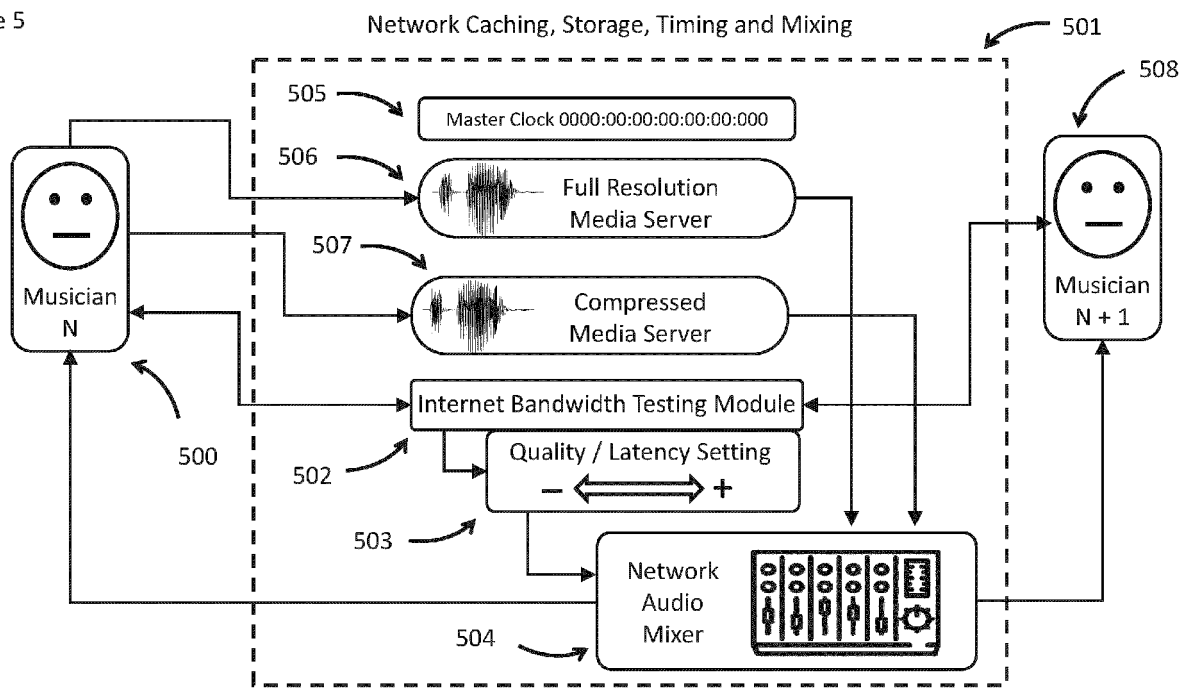 e 5
Network Caching, Storage, Timing and Mixing
501
508
505
Master Clock 0000:00:00:00:00:00:000
506
Full Resolution
Media Server
507
Compressed
Media Server
Musician
N
Musician
N + 1
Internet Bandwidth Testing Module
500
502
Quality / Latency Setting
– +
503
Network
Audio
Mixer
504